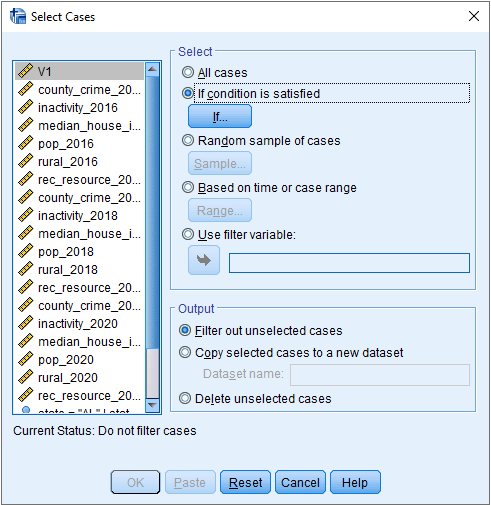 Select Cases
V1
county_crime_20...
inactivity_2016
median_house_i...
pop_2016
rural_2016
rec_resource_20...
county_crime_20...
inactivity_2018
median_house_i...
pop_2018
rural_2018
rec_resource_20...
county_crime_20...
inactivity_2020
median_house_i...
pop_2020
rural_2020
rec_resource_20...
Select
All cases
If condition is satisfied
If...
Random sample of cases
Sample...
Based on time or case range
Range...
Use filter variable:
Output
Filter out unselected cases
Copy selected cases to a new dataset
Dataset name:
Delete unselected cases
Current Status: Do not filter cases
OK Paste Reset Cancel Help